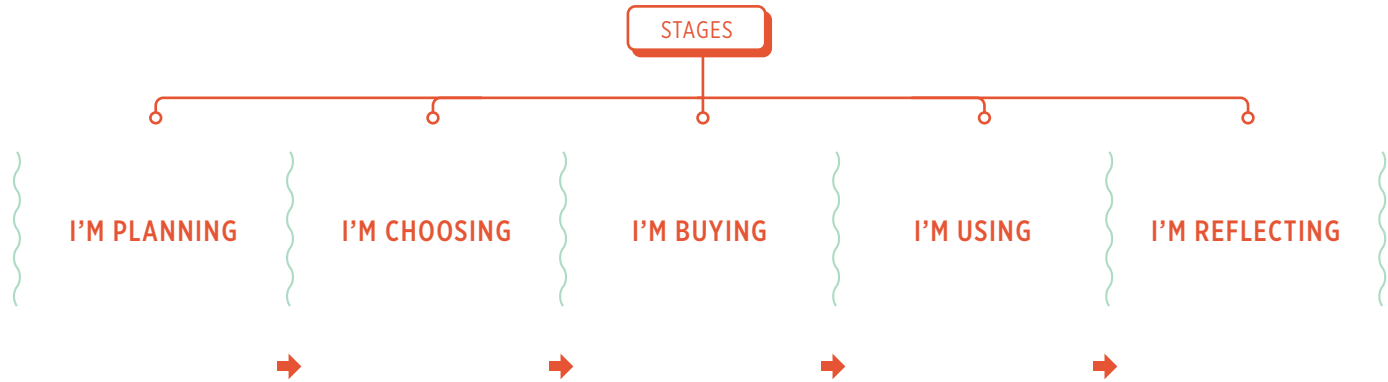 STAGES
I’M PLANNING
I’M CHOOSING
I’M BUYING
I’M USING
I’M REFLECTING